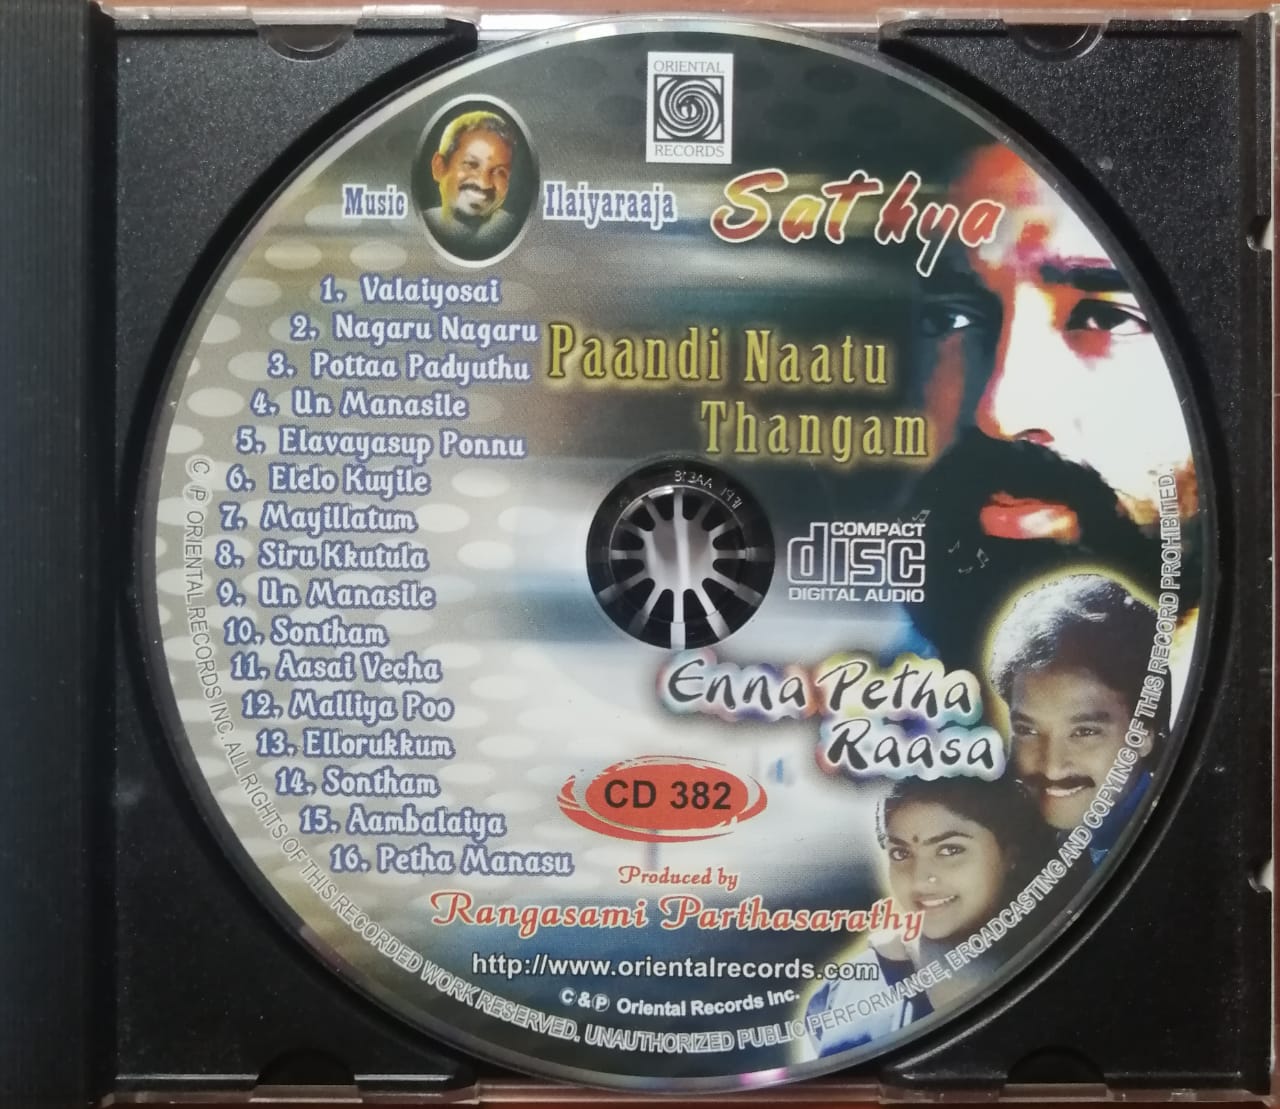 ORIENTAL
RECORDS
Music
Ilaiyaraaja
Sathya
1, Valaiyosai
2, Nagaru Nagaru
3, Pottaa Padyuthu
4, Un Manasile
5, Elavayasup Ponnu
6, Elelo Kuyile
7, Mayillatum
8, Siru Kkutula
9, Un Manasile
10, Sontham
11, Aasai Vecha
12, Malliya Poo
13, Ellorukkum
14, Sontham
15, Aambalaiya
16, Petha Manasu
Paandi Naatu
Thangam
COMPACT
disc
DIGITAL AUDIO
Enna Petha
Raasa
CD 382
Produced by
Rangasami Parthasarathy
http://www.orientalrecords.com
C & P Oriental Records Inc.
C P ORIENTAL RECORDS INC. ALL RIGHTS OF THIS RECORDED WORK RESERVED. UNAUTHORIZED PUBLIC PERFORMANCE, BROADCASTING AND COPYING OF THIS RECORD PROHIBITED.